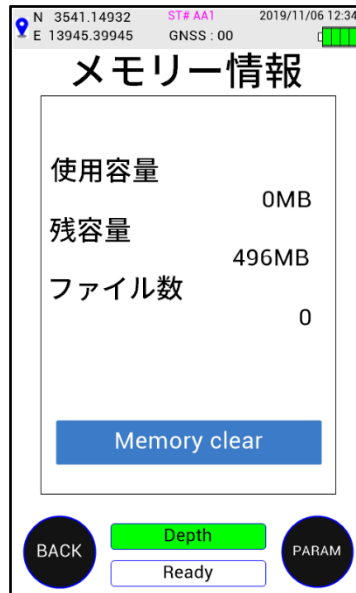 N 3541.14932 ST# AA1 2019/11/06 12:34
E 13945.39945 GNSS : 00
メモリー情報
使用容量
0MB
残容量
496MB
ファイル数
0
Memory clear
BACK
Depth
Ready
PARAM